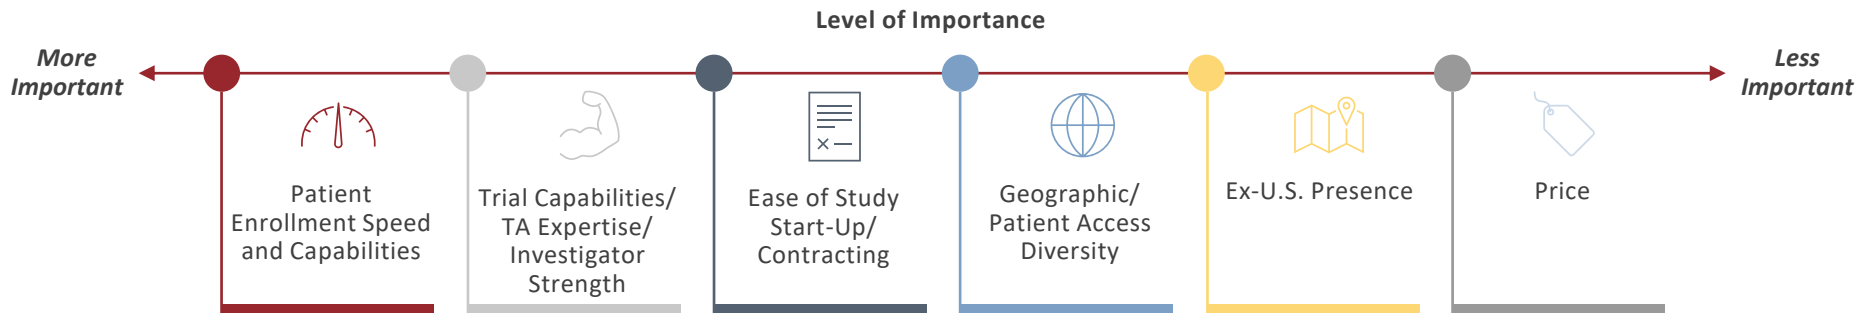 Level of Importance
More
Important
Less
Important
Patient
Enrollment Speed
and Capabilities
Trial Capabilities/
TA Expertise/
Investigator
Strength
Ease of Study
Start-Up/
Contracting
Geographic/
Patient Access
Diversity
Ex-U.S. Presence
Price